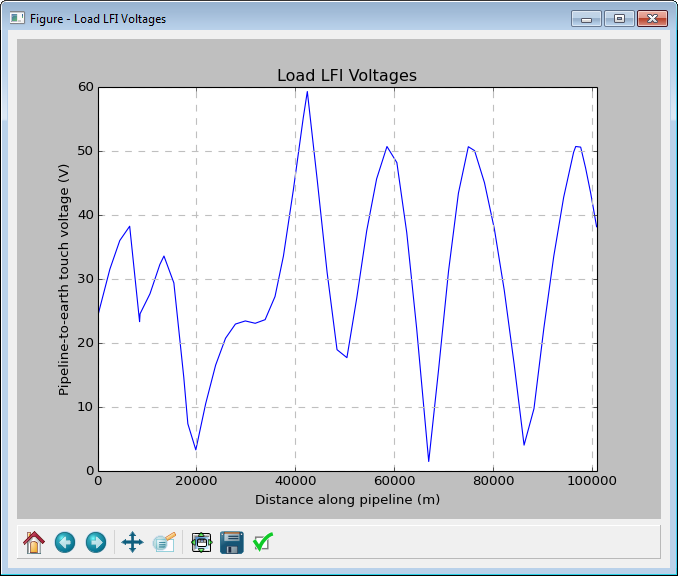 Figure - Load LFI Voltages
Load LFI Voltages
60
50
40
30
20
10
0
Pipeline-to-earth touch voltage (V)
0 20000 40000 60000 80000 100000
Distance along pipeline (m)